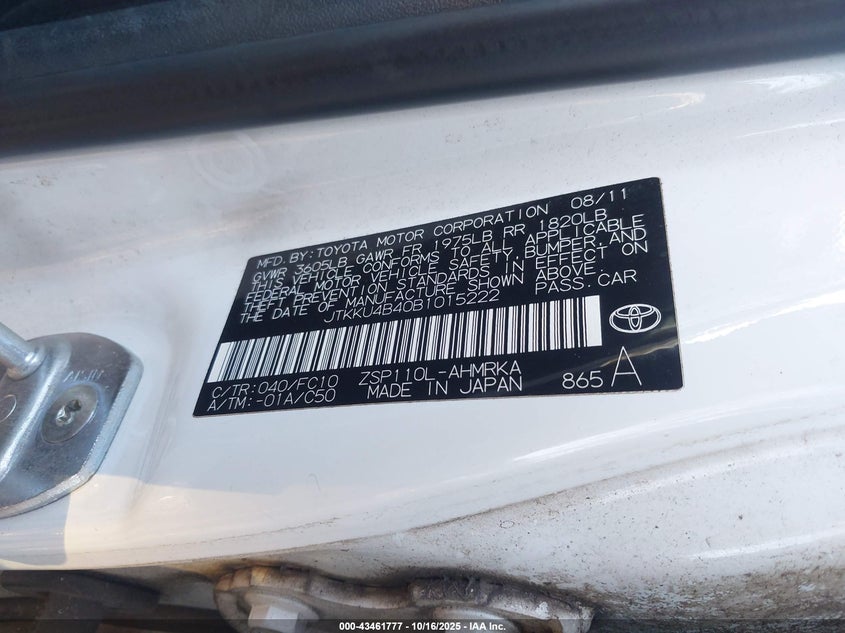 MFD. BY: TOYOTA MOTOR CORPORATION 08/11
GVWR 3605LB GAWR FR 1975LB RR 1820LB
THIS VEHICLE CONFORMS TO ALL APPLICABLE
FEDERAL MOTOR VEHICLE SAFETY, BUMPER, AND
THEFT PREVENTION STANDARDS IN EFFECT ON
THE DATE OF MANUFACTURE SHOWN ABOVE.
JTKKU4B40B1015222 PASS. CAR
C/TR:040/FC10 ZSP110L-AHMRKA
A/TM:-01A/C50 MADE IN JAPAN 865 A
000-43461777 - 10/16/2025 - IAA Inc.